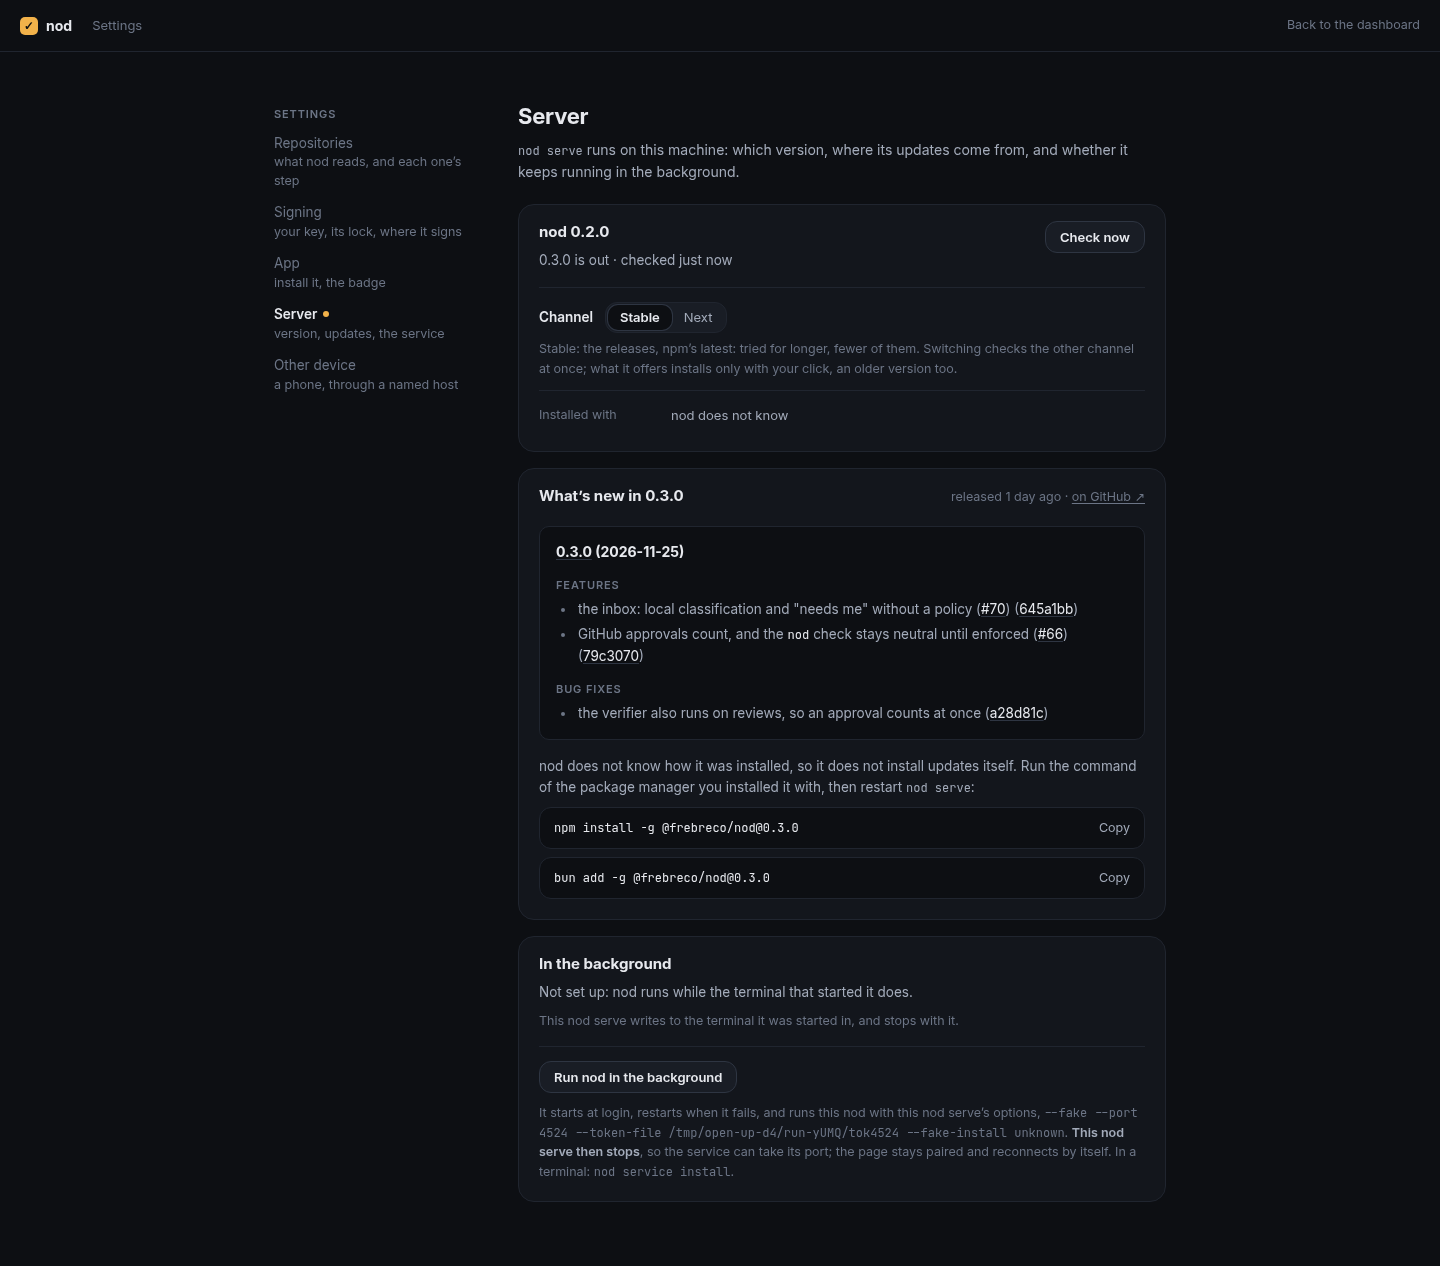 ✓ nod Settings Back to the dashboard
SETTINGS
Repositories
what nod reads, and each one’s
step
Signing
your key, its lock, where it signs
App
install it, the badge
Server
version, updates, the service
Other device
a phone, through a named host
Server
nod serve runs on this machine: which version, where its updates come from, and whether it
keeps running in the background.
nod 0.2.0
Check now
0.3.0 is out · checked just now
Channel Stable Next
Stable: the releases, npm’s latest: tried for longer, fewer of them. Switching checks the other channel
at once; what it offers installs only with your click, an older version too.
Installed with nod does not know
What’s new in 0.3.0 released 1 day ago · on GitHub ↗
0.3.0 (2026-11-25)
FEATURES
• the inbox: local classification and "needs me" without a policy (#70) (645a1bb)
• GitHub approvals count, and the nod check stays neutral until enforced (#66)
(79c3070)
BUG FIXES
• the verifier also runs on reviews, so an approval counts at once (a28d81c)
nod does not know how it was installed, so it does not install updates itself. Run the command
of the package manager you installed it with, then restart nod serve:
npm install -g @frebreco/nod@0.3.0 Copy
bun add -g @frebreco/nod@0.3.0 Copy
In the background
Not set up: nod runs while the terminal that started it does.
This nod serve writes to the terminal it was started in, and stops with it.
Run nod in the background
It starts at login, restarts when it fails, and runs this nod with this nod serve’s options, --fake --port
4524 --token-file /tmp/open-up-d4/run-yUMQ/tok4524 --fake-install unknown. This nod
serve then stops, so the service can take its port; the page stays paired and reconnects by itself. In a
terminal: nod service install.